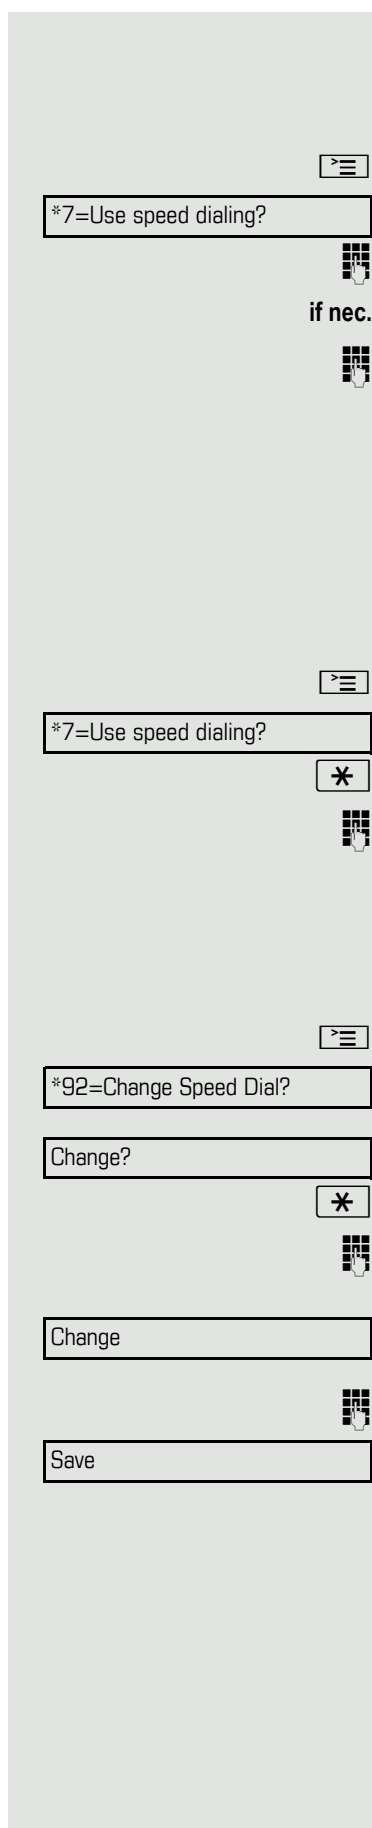 *7=Use speed dialing?
if nec.
*7=Use speed dialing?
*
*92=Change Speed Dial?
Change?
*
Change
Save